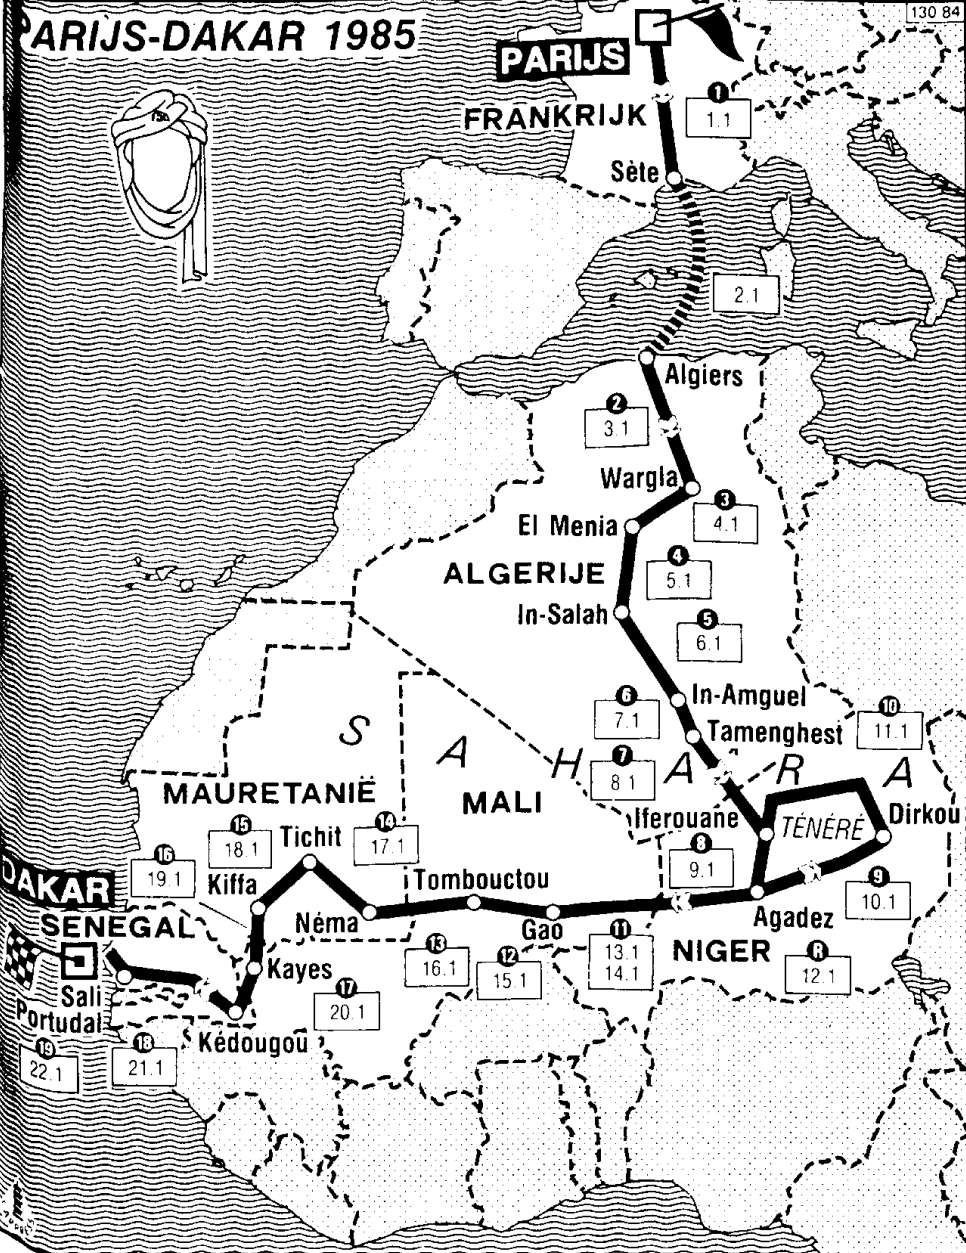 130 84
PARIJS-DAKAR 1985
PARIJS
1
1.1
FRANKRIJK
Sète
2.1
Algiers
2
3.1
Wargla
3
4.1
El Menia
4
5.1
ALGERIJE
In-Salah
5
6.1
In-Amguel
6
7.1
Tamenghest
10
11.1
S A H A R A
7
8.1
MAURETANIË
MALI
Iferouane
TÉNÉRÉ
Dirkou
15
18.1
Tichit
14
17.1
8
9.1
16
19.1
Kiffa
Tombouctou
9
10.1
DAKAR
Néma
Gao
Agadez
SENEGAL
11
13.1
14.1
NIGER
13
16.1
12
15.1
R
12.1
Kayes
Sali
Portudal
17
20.1
Kédougou
19
22.1
18
21.1